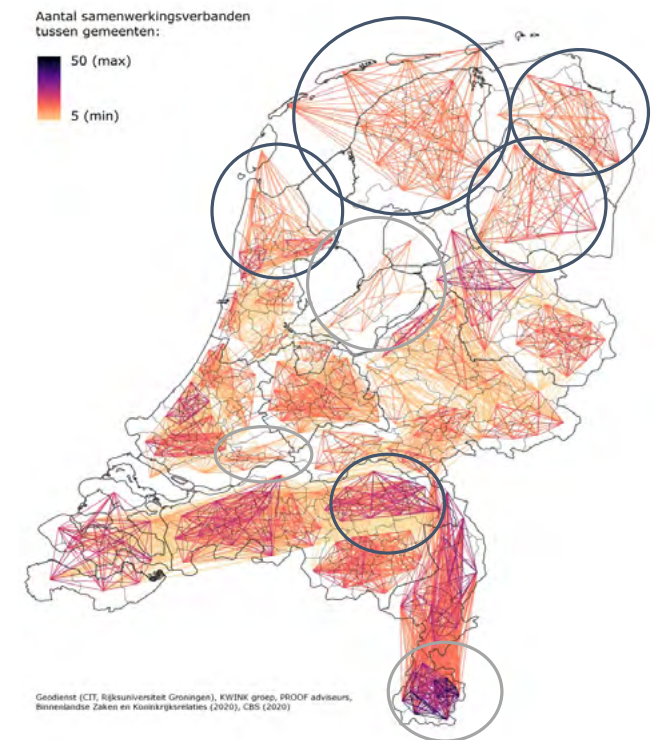 Aantal samenwerkingsverbanden
tussen gemeenten:
50 (max)
5 (min)
Geodienst (CIT, Rijksuniversiteit Groningen), KWINK groep, PROOF adviseurs,
Binnenlandse Zaken en Koninkrijksrelaties (2020), CBS (2020)